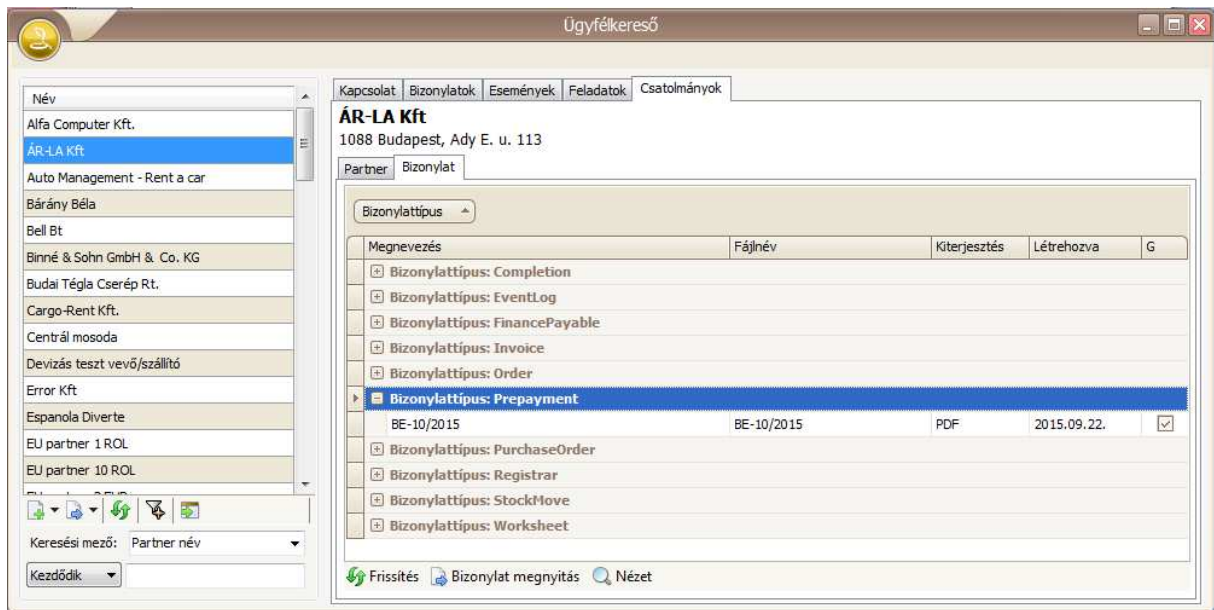 Ügyfélkereső
Név
Alfa Computer Kft.
ÁR-LA Kft
Auto Management - Rent a car
Bárány Béla
Bell Bt
Binné & Sohn GmbH & Co. KG
Budai Tégla Cserép Rt.
Cargo-Rent Kft.
Centrál mosoda
Devizás teszt vevő/szállító
Error Kft
Espanola Diverte
EU partner 1 ROL
EU partner 10 ROL
Keresési mező: Partner név
Kezdődik
Kapcsolat Bizonylatok Események Feladatok Csatolmányok
ÁR-LA Kft
1088 Budapest, Ady E. u. 113
Partner Bizonylat
Bizonylattípus
Megnevezés Fájlnév Kiterjesztés Létrehozva G
Bizonylattípus: Completion
Bizonylattípus: EventLog
Bizonylattípus: FinancePayable
Bizonylattípus: Invoice
Bizonylattípus: Order
Bizonylattípus: Prepayment
BE-10/2015 BE-10/2015 PDF 2015.09.22.
Bizonylattípus: PurchaseOrder
Bizonylattípus: Registrar
Bizonylattípus: StockMove
Bizonylattípus: Worksheet
Frissítés Bizonylat megnyitás Nézet